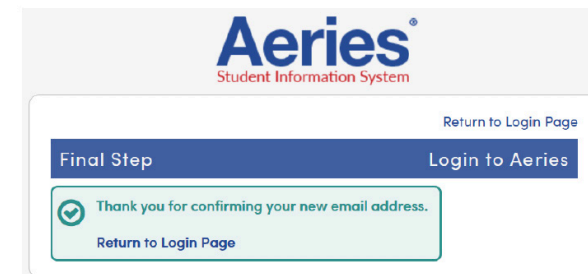 Aeries®
Student Information System
Return to Login Page
Final Step Login to Aeries
Thank you for confirming your new email address.
Return to Login Page